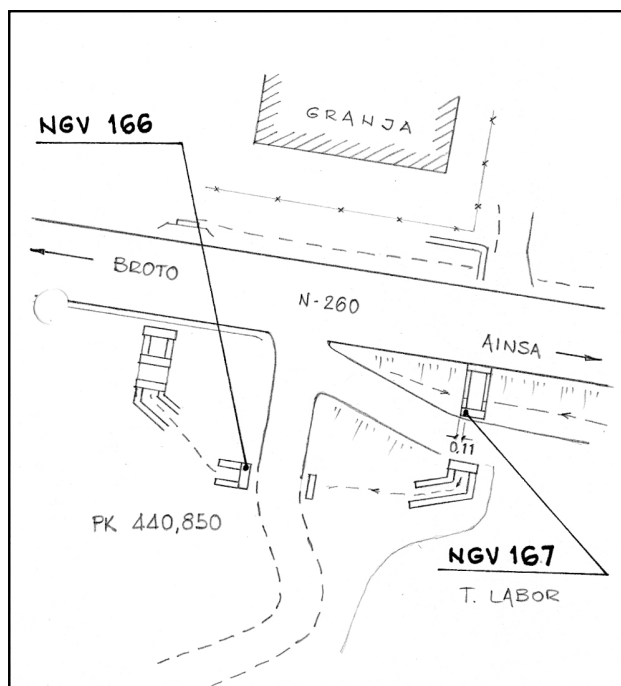 GRANJA
NGV 166
BROTO
N-260
AINSA
0,11
PK 440,850
NGV 167
T. LABOR